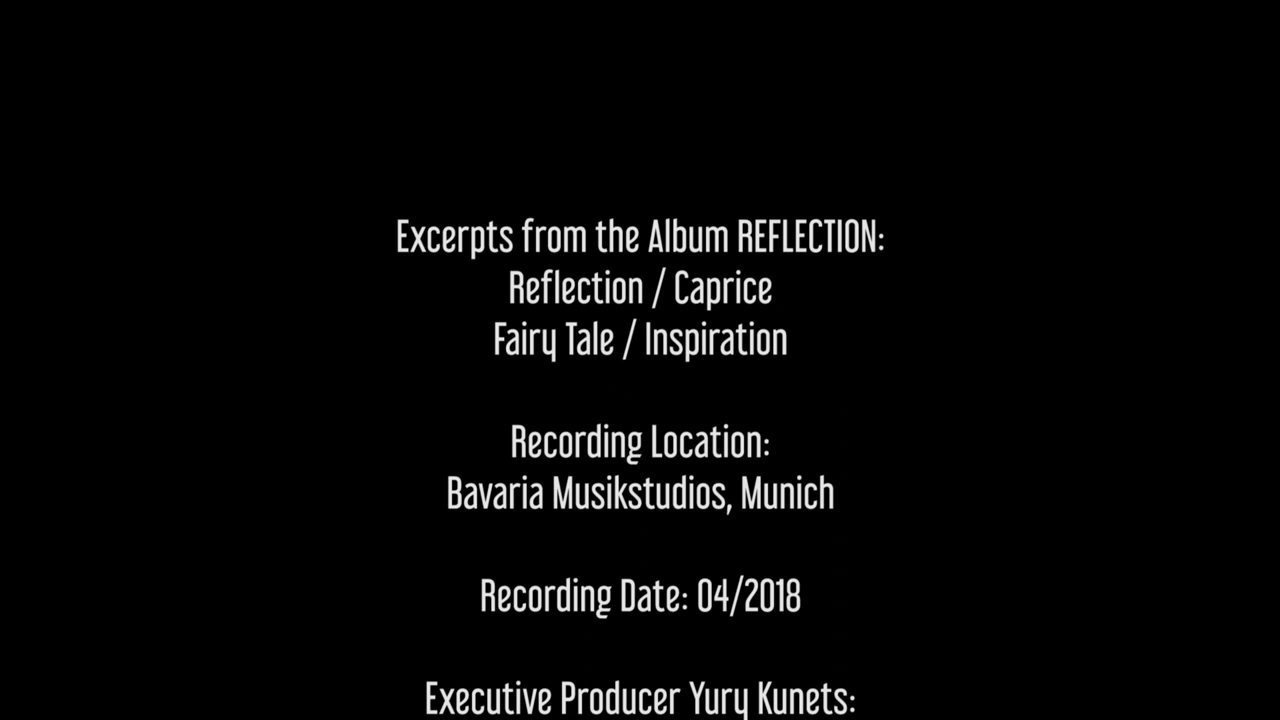 Excerpts from the Album REFLECTION:
Reflection / Caprice
Fairy Tale / Inspiration
Recording Location:
Bavaria Musikstudios, Munich
Recording Date: 04/2018
Executive Producer Yury Kunets: